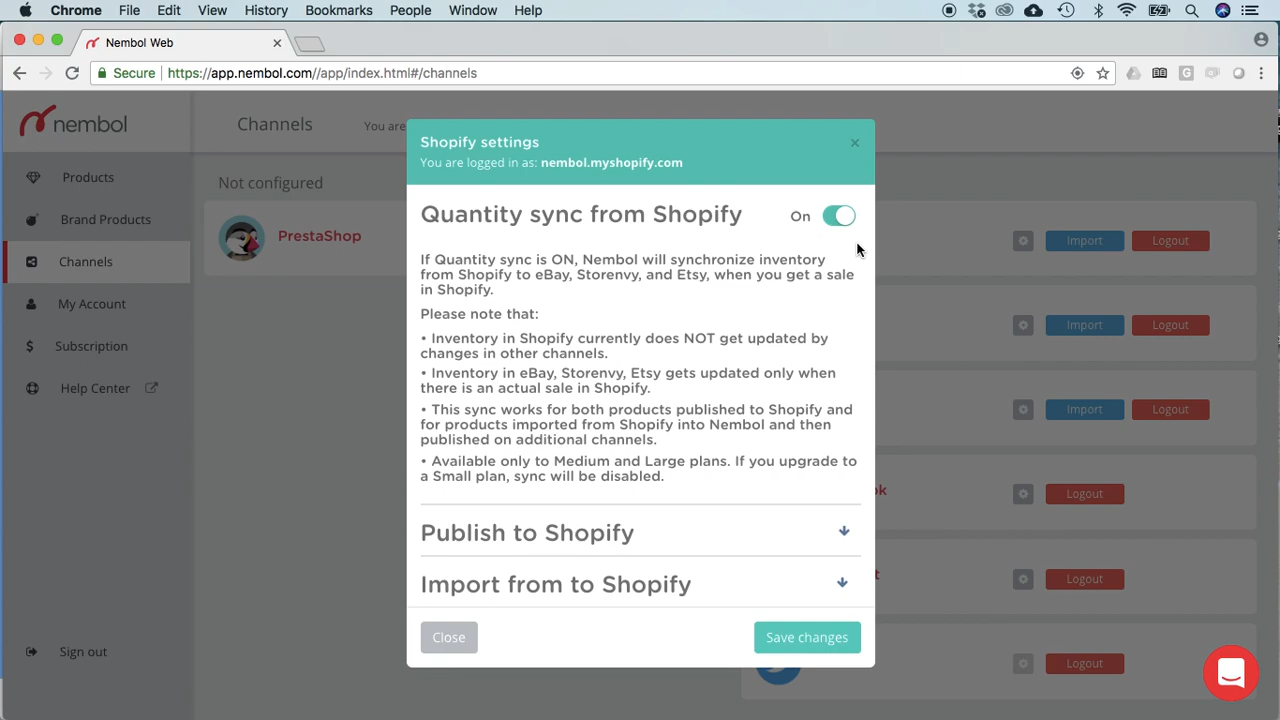 Chrome File Edit View History Bookmarks People Window Help
Nembol Web
Secure https://app.nembol.com//app/index.html#/channels
nembol
Channels You are
Products
Brand Products
Channels
My Account
$ Subscription
Help Center
Sign out
Not configured
PrestaShop
Shopify settings
You are logged in as: nembol.myshopify.com
Quantity sync from Shopify On
If Quantity sync is ON, Nembol will synchronize inventory
from Shopify to eBay, Storenvy, and Etsy, when you get a sale
in Shopify.
Please note that:
• Inventory in Shopify currently does NOT get updated by
changes in other channels.
• Inventory in eBay, Storenvy, Etsy gets updated only when
there is an actual sale in Shopify.
• This sync works for both products published to Shopify and
for products imported from Shopify into Nembol and then
published on additional channels.
• Available only to Medium and Large plans. If you upgrade to
a Small plan, sync will be disabled.
Publish to Shopify
Import from to Shopify
Close Save changes
Import Logout
Import Logout
Import Logout
Logout
Logout
Logout